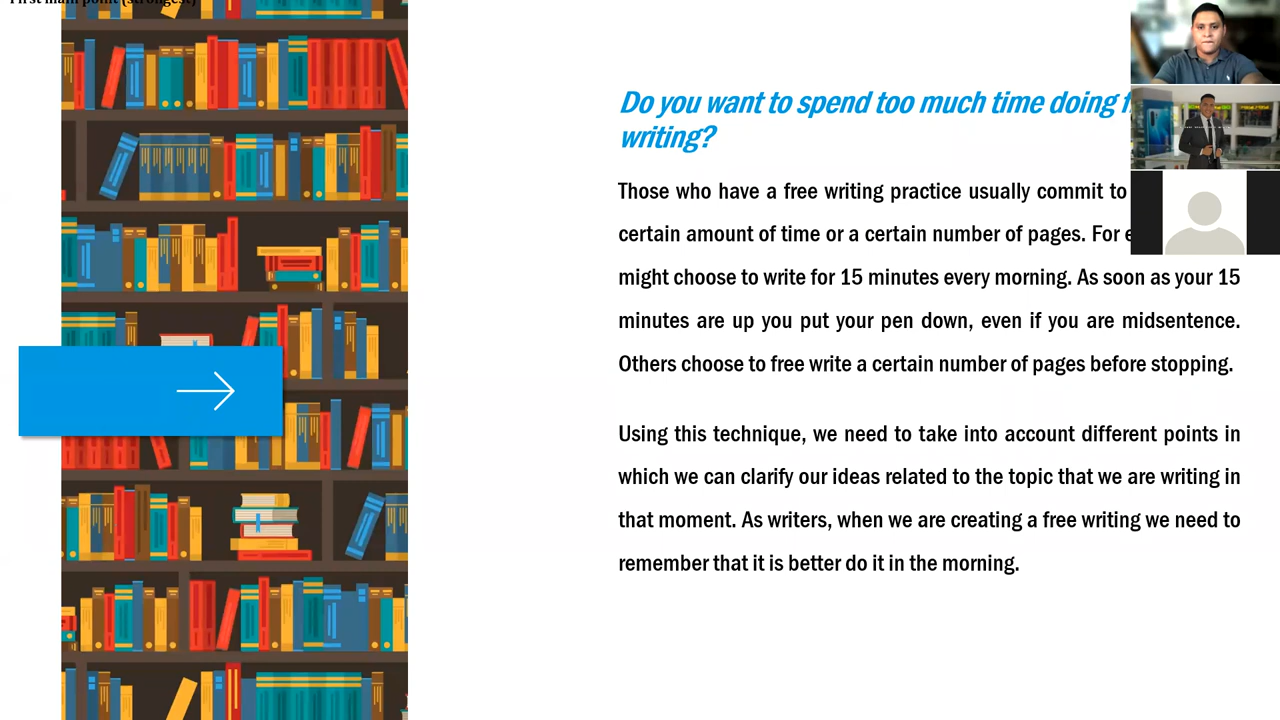 First main point (strongest)
Do you want to spend too much time doing
writing?
Those who have a free writing practice usually commit to
certain amount of time or a certain number of pages. For
might choose to write for 15 minutes every morning. As soon as your 15
minutes are up you put your pen down, even if you are midsentence.
Others choose to free write a certain number of pages before stopping.
Using this technique, we need to take into account different points in
which we can clarify our ideas related to the topic that we are writing in
that moment. As writers, when we are creating a free writing we need to
remember that it is better do it in the morning.